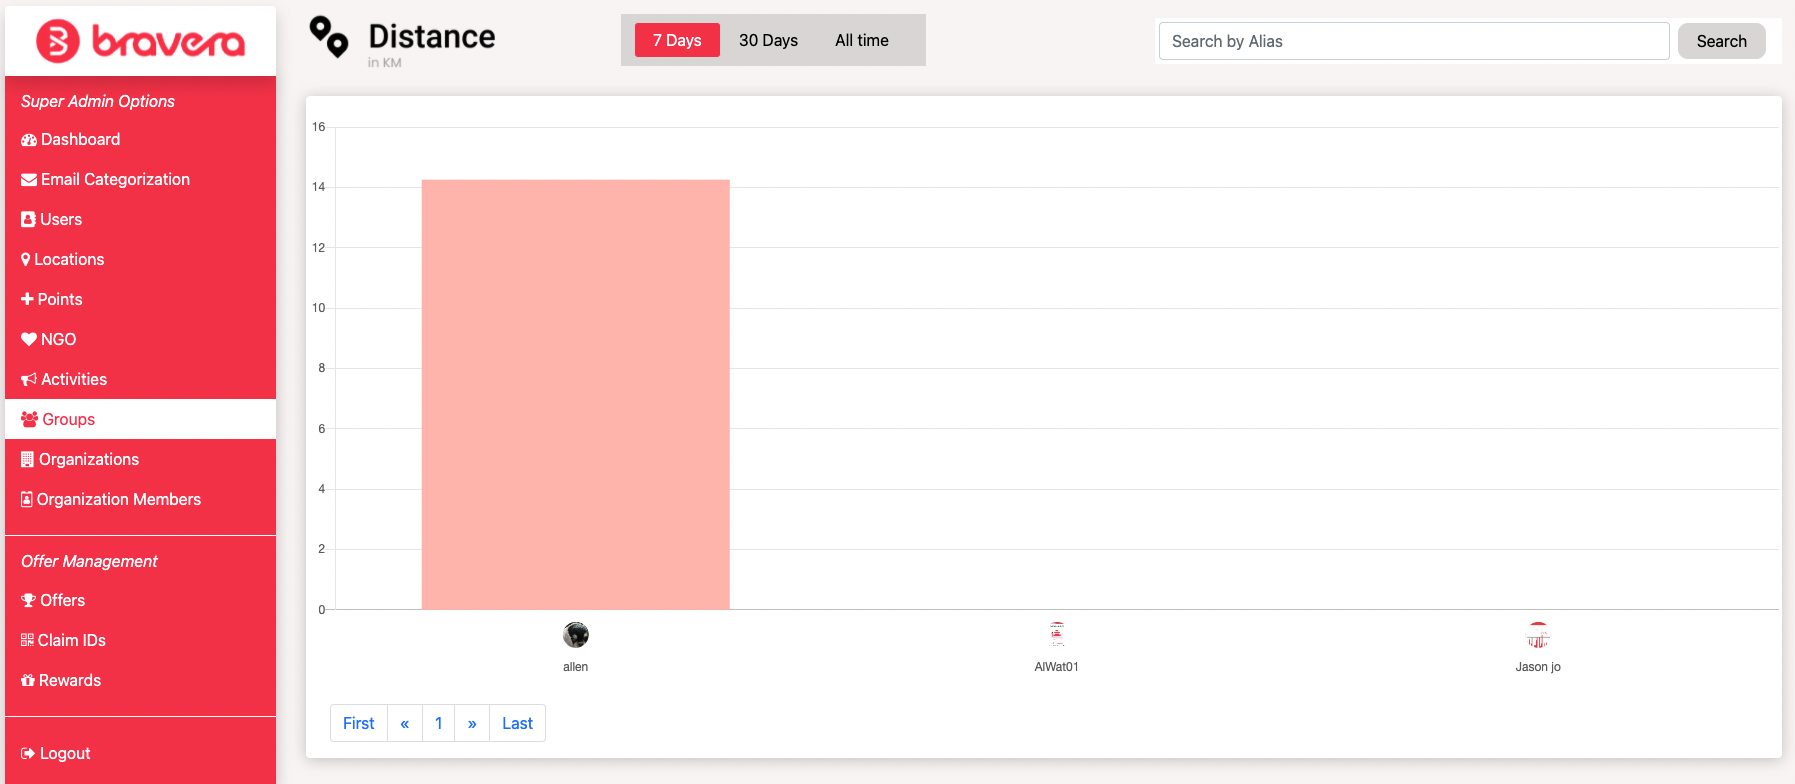 bravera
Super Admin Options
Dashboard
Email Categorization
Users
Locations
Points
NGO
Activities
Groups
Organizations
Organization Members
Offer Management
Offers
Claim IDs
Rewards
Logout
Distance
in KM
7 Days 30 Days All time
Search by Alias Search
16
14
12
10
8
6
4
2
0
allen AlWat01 Jason jo
First « 1 » Last